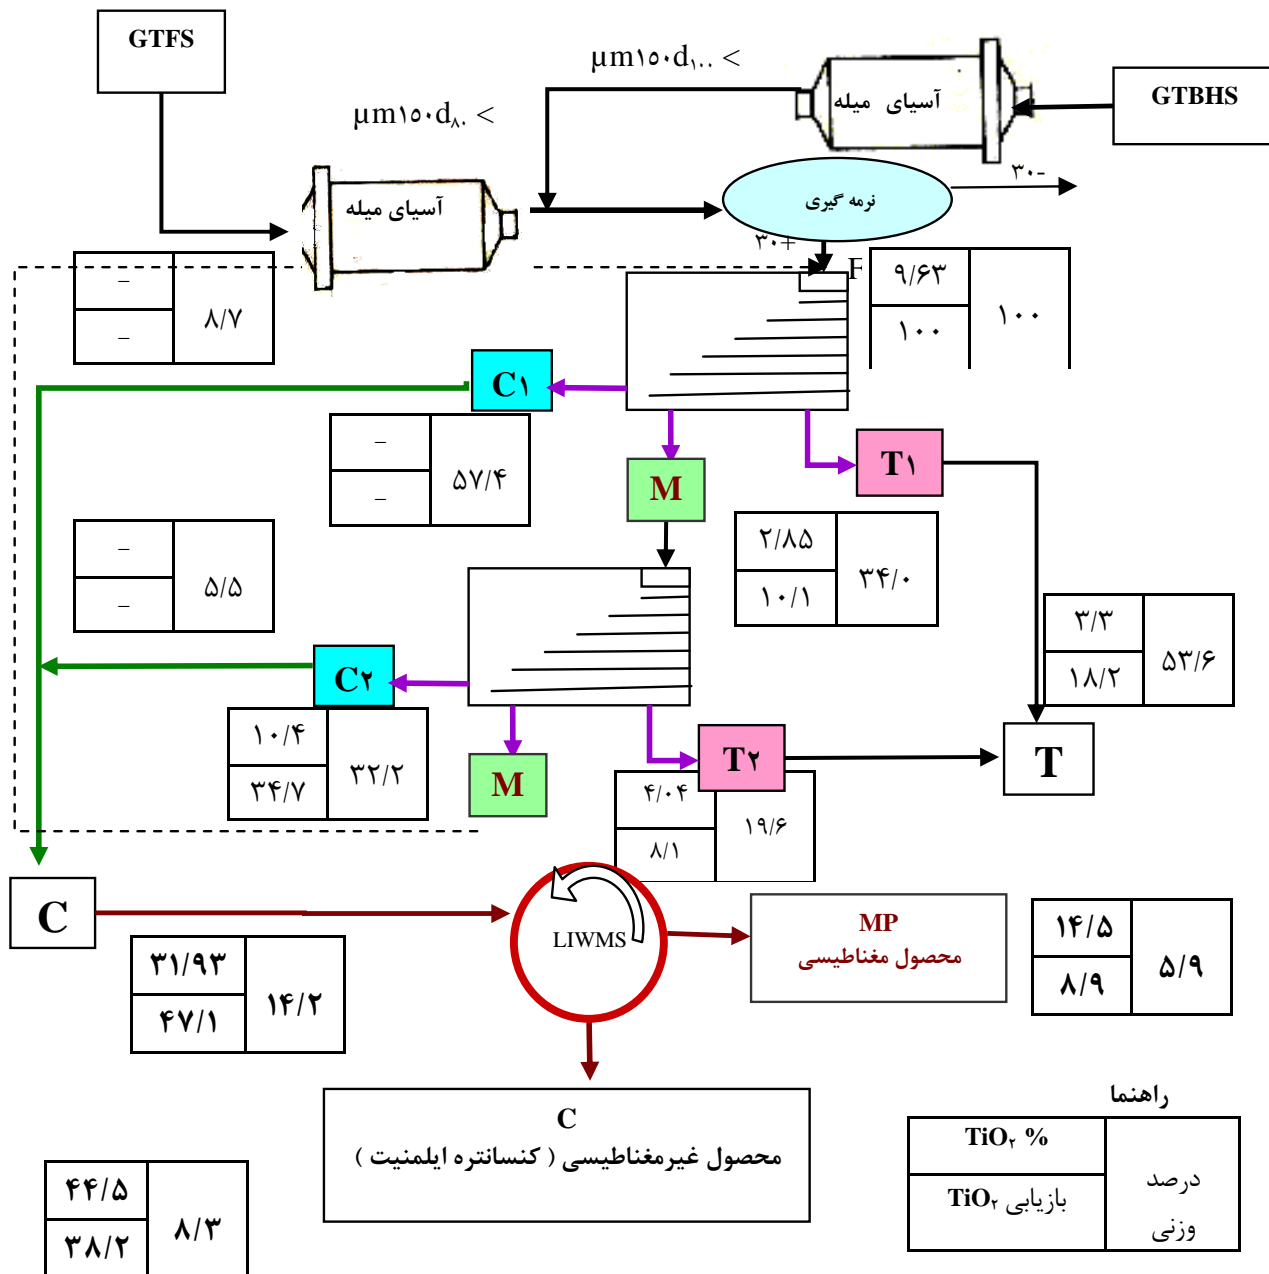 GTFS
µm۱۵۰d۱۰۰ <
آسیای میله
GTBHS
µm۱۵۰d۸۰ <
آسیای میله
نرمه گیری
۳۰-
۳۰+
F
–
–
۸/۷
۹/۶۳
۱۰۰
۱۰۰
C۱
–
–
۵۷/۴
M
T۱
۲/۸۵
۱۰/۱
۳۴/۰
–
–
۵/۵
۳/۳
۱۸/۲
۵۳/۶
C۲
۱۰/۴
۳۴/۷
۳۲/۲
M
T۲
T
۴/۰۴
۸/۱
۱۹/۶
C
LIWMS
MP
محصول مغناطیسی
۱۴/۵
۸/۹
۵/۹
۳۱/۹۳
۴۷/۱
۱۴/۲
C
محصول غیرمغناطیسی ( کنسانتره ایلمنیت )
راهنما
TiO۲ %
بازیابی TiO۲
درصد
وزنی
۴۴/۵
۳۸/۲
۸/۳